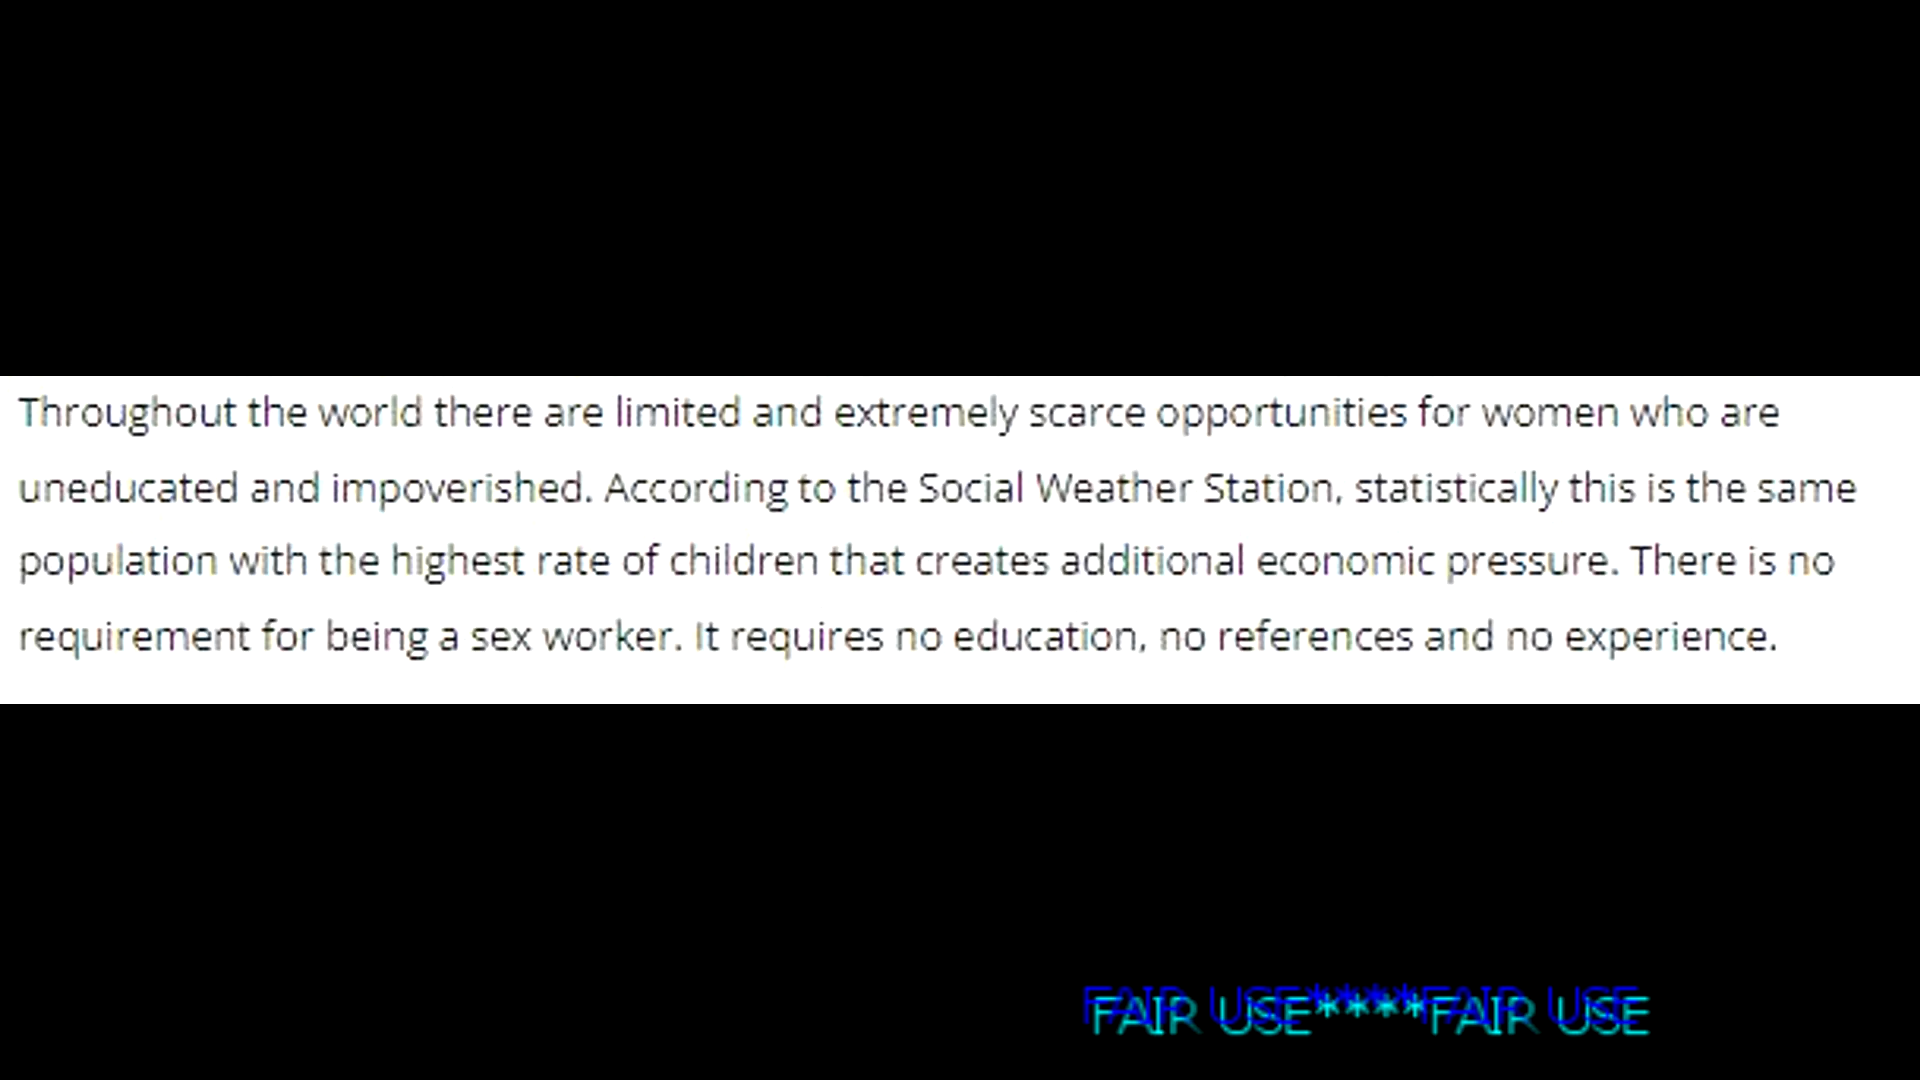 Throughout the world there are limited and extremely scarce opportunities for women who are
uneducated and impoverished. According to the Social Weather Station, statistically this is the same
population with the highest rate of children that creates additional economic pressure. There is no
requirement for being a sex worker. It requires no education, no references and no experience.
FAIR USE****FAIR USE